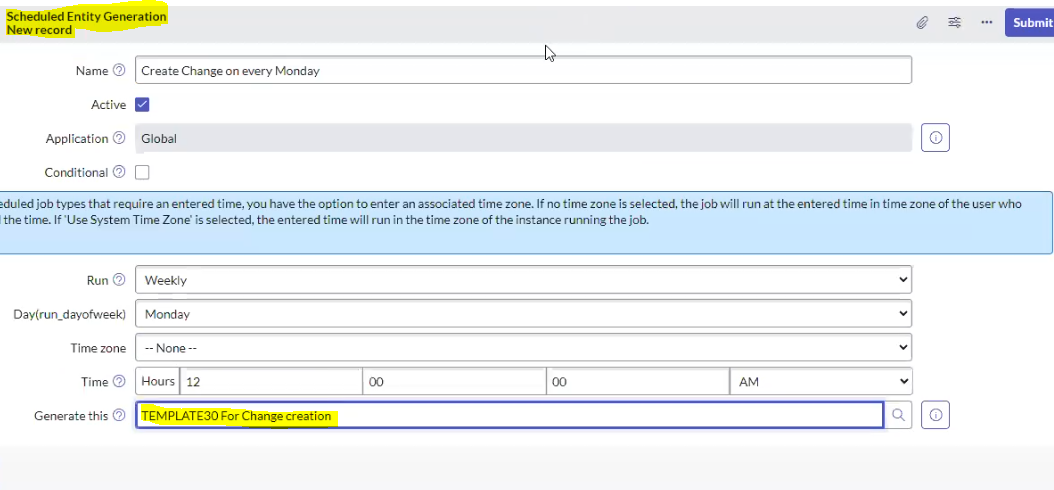 Scheduled Entity Generation
New record
Submit
Name Create Change on every Monday
Active
Application Global
Conditional
job types that require an entered time, you have the option to enter an associated time zone. If no time zone is selected, the job will run at the entered time in time zone of the user who
the time. If 'Use System Time Zone' is selected, the entered time will run in the time zone of the instance running the job.
Run Weekly
Day(run_dayofweek) Monday
Time zone -- None --
Time Hours 12 00 00 AM
Generate this TEMPLATE30 For Change creation